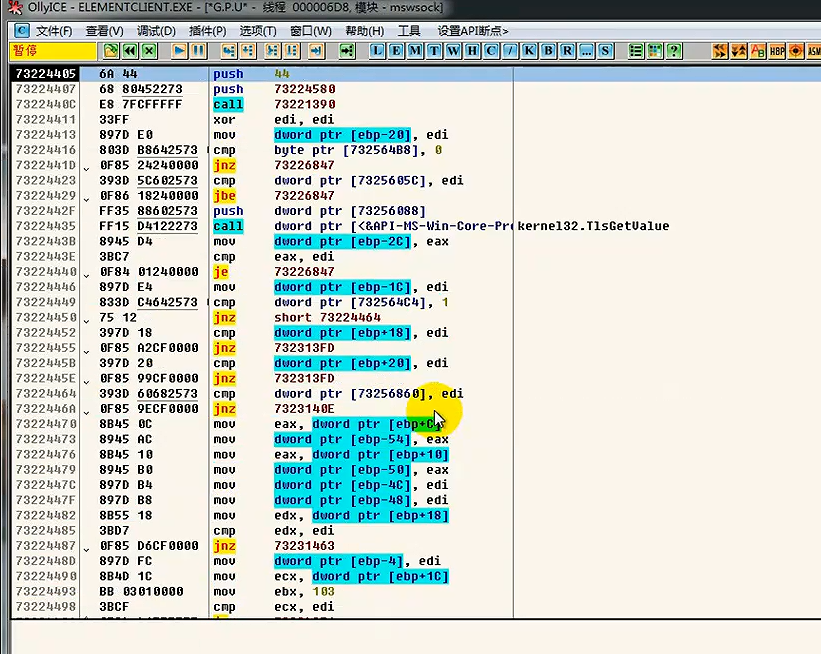 OllyICE - ELEMENTCLIENT.EXE - ["G.P.U" - 线程 000006D8, 模块 - mswsock]
C 文件(F) 查看(V) 调试(D) 插件(P) 选项(T) 窗口(W) 帮助(H) 工具 设置API断点>
暂停 L E M T W H C / K B R ... S ? HBP ASM
73224405 6A 44 push 44
73224407 68 80452273 push 73224580
7322440C E8 7FCFFFFF call 73221390
73224411 33FF xor edi, edi
73224413 897D E0 mov dword ptr [ebp-20], edi
73224416 803D B8642573 cmp byte ptr [732564B8], 0
7322441D 0F85 24240000 jnz 73226847
73224423 393D 5C602573 cmp dword ptr [7325605C], edi
73224429 0F86 18240000 jbe 73226847
7322442F FF35 88602573 push dword ptr [73256088]
73224435 FF15 D4122273 call dword ptr [<&API-MS-Win-Core-Pro kernel32.TlsGetValue
7322443B 8945 D4 mov dword ptr [ebp-2C], eax
7322443E 3BC7 cmp eax, edi
73224440 0F84 01240000 je 73226847
73224446 897D E4 mov dword ptr [ebp-1C], edi
73224449 833D C4642573 cmp dword ptr [732564C4], 1
73224450 75 12 jnz short 73224464
73224452 397D 18 cmp dword ptr [ebp+18], edi
73224455 0F85 A2CF0000 jnz 732313FD
7322445B 397D 20 cmp dword ptr [ebp+20], edi
7322445E 0F85 99CF0000 jnz 732313FD
73224464 393D 60682573 cmp dword ptr [73256860], edi
7322446A 0F85 9ECF0000 jnz 7323140E
73224470 8B45 0C mov eax, dword ptr [ebp+C]
73224473 8945 AC mov dword ptr [ebp-54], eax
73224476 8B45 10 mov eax, dword ptr [ebp+10]
73224479 8945 B0 mov dword ptr [ebp-50], eax
7322447C 897D B4 mov dword ptr [ebp-4C], edi
7322447F 897D B8 mov dword ptr [ebp-48], edi
73224482 8B55 18 mov edx, dword ptr [ebp+18]
73224485 3BD7 cmp edx, edi
73224487 0F85 D6CF0000 jnz 73231463
7322448D 897D FC mov dword ptr [ebp-4], edi
73224490 8B4D 1C mov ecx, dword ptr [ebp+1C]
73224493 BB 03010000 mov ebx, 103
73224498 3BCF cmp ecx, edi